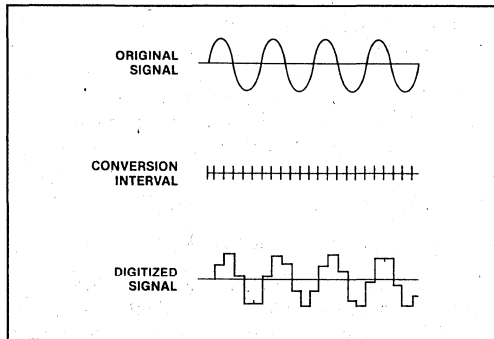 ORIGINAL
SIGNAL
CONVERSION
INTERVAL
DIGITIZED
SIGNAL